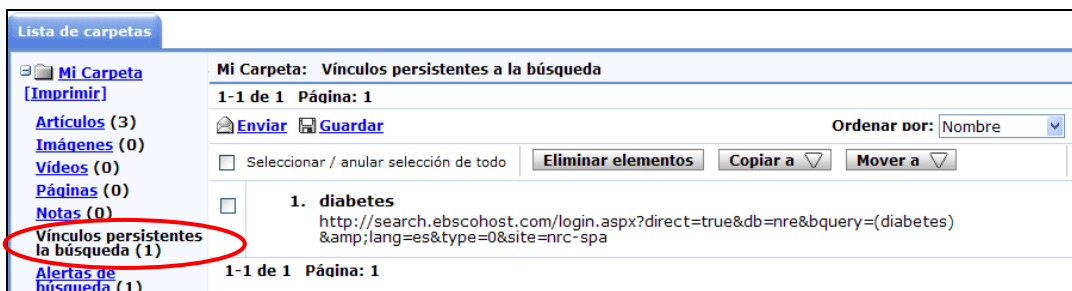 Lista de carpetas
Mi Carpeta
[Imprimir]
Artículos (3)
Imágenes (0)
Vídeos (0)
Páginas (0)
Notas (0)
Vínculos persistentes
la búsqueda (1)
Alertas de
búsqueda (1)
Mi Carpeta: Vínculos persistentes a la búsqueda
1-1 de 1 Página: 1
Enviar Guardar Ordenar por: Nombre
Seleccionar / anular selección de todo Eliminar elementos Copiar a Mover a
1. diabetes
http://search.ebscohost.com/login.aspx?direct=true&db=nre&bquery=(diabetes)
&amp;lang=es&type=0&site=nrc-spa
1-1 de 1 Página: 1